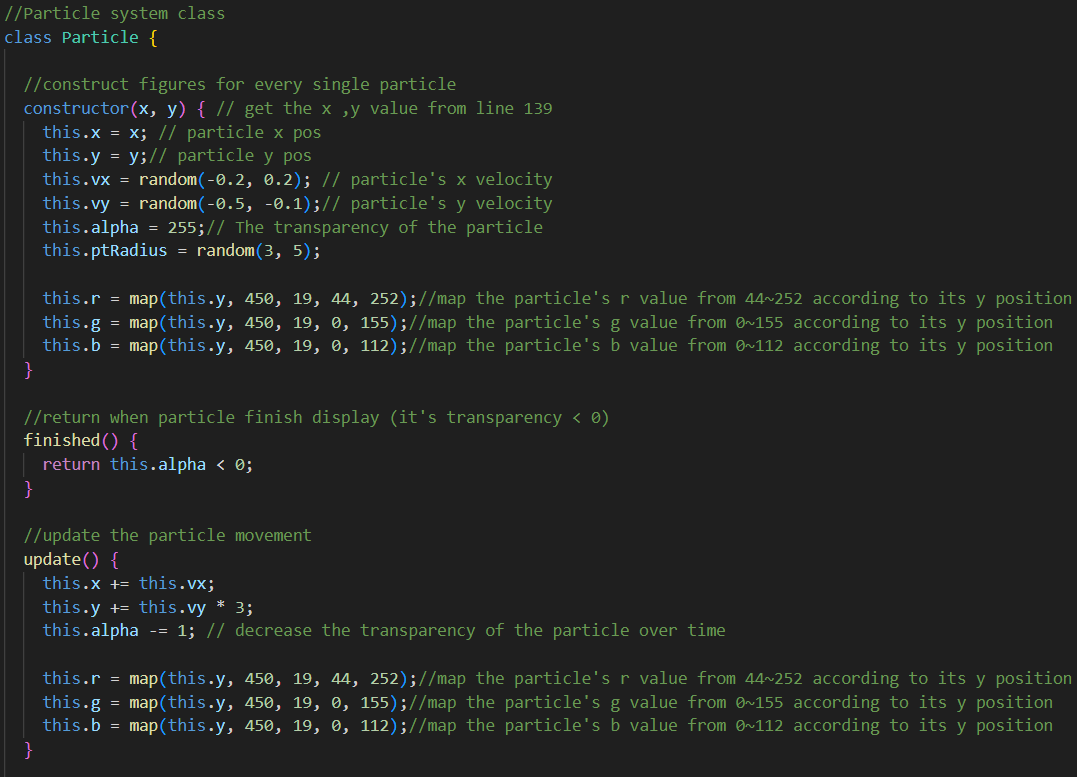 //Particle system class
class Particle {
//construct figures for every single particle
constructor(x, y) { // get the x ,y value from line 139
this.x = x; // particle x pos
this.y = y;// particle y pos
this.vx = random(-0.2, 0.2); // particle's x velocity
this.vy = random(-0.5, -0.1);// particle's y velocity
this.alpha = 255;// The transparency of the particle
this.ptRadius = random(3, 5);
this.r = map(this.y, 450, 19, 44, 252);//map the particle's r value from 44~252 according to its y position
this.g = map(this.y, 450, 19, 0, 155);//map the particle's g value from 0~155 according to its y position
this.b = map(this.y, 450, 19, 0, 112);//map the particle's b value from 0~112 according to its y position
}
//return when particle finish display (it's transparency < 0)
finished() {
return this.alpha < 0;
}
//update the particle movement
update() {
this.x += this.vx;
this.y += this.vy * 3;
this.alpha -= 1; // decrease the transparency of the particle over time
this.r = map(this.y, 450, 19, 44, 252);//map the particle's r value from 44~252 according to its y position
this.g = map(this.y, 450, 19, 0, 155);//map the particle's g value from 0~155 according to its y position
this.b = map(this.y, 450, 19, 0, 112);//map the particle's b value from 0~112 according to its y position
}